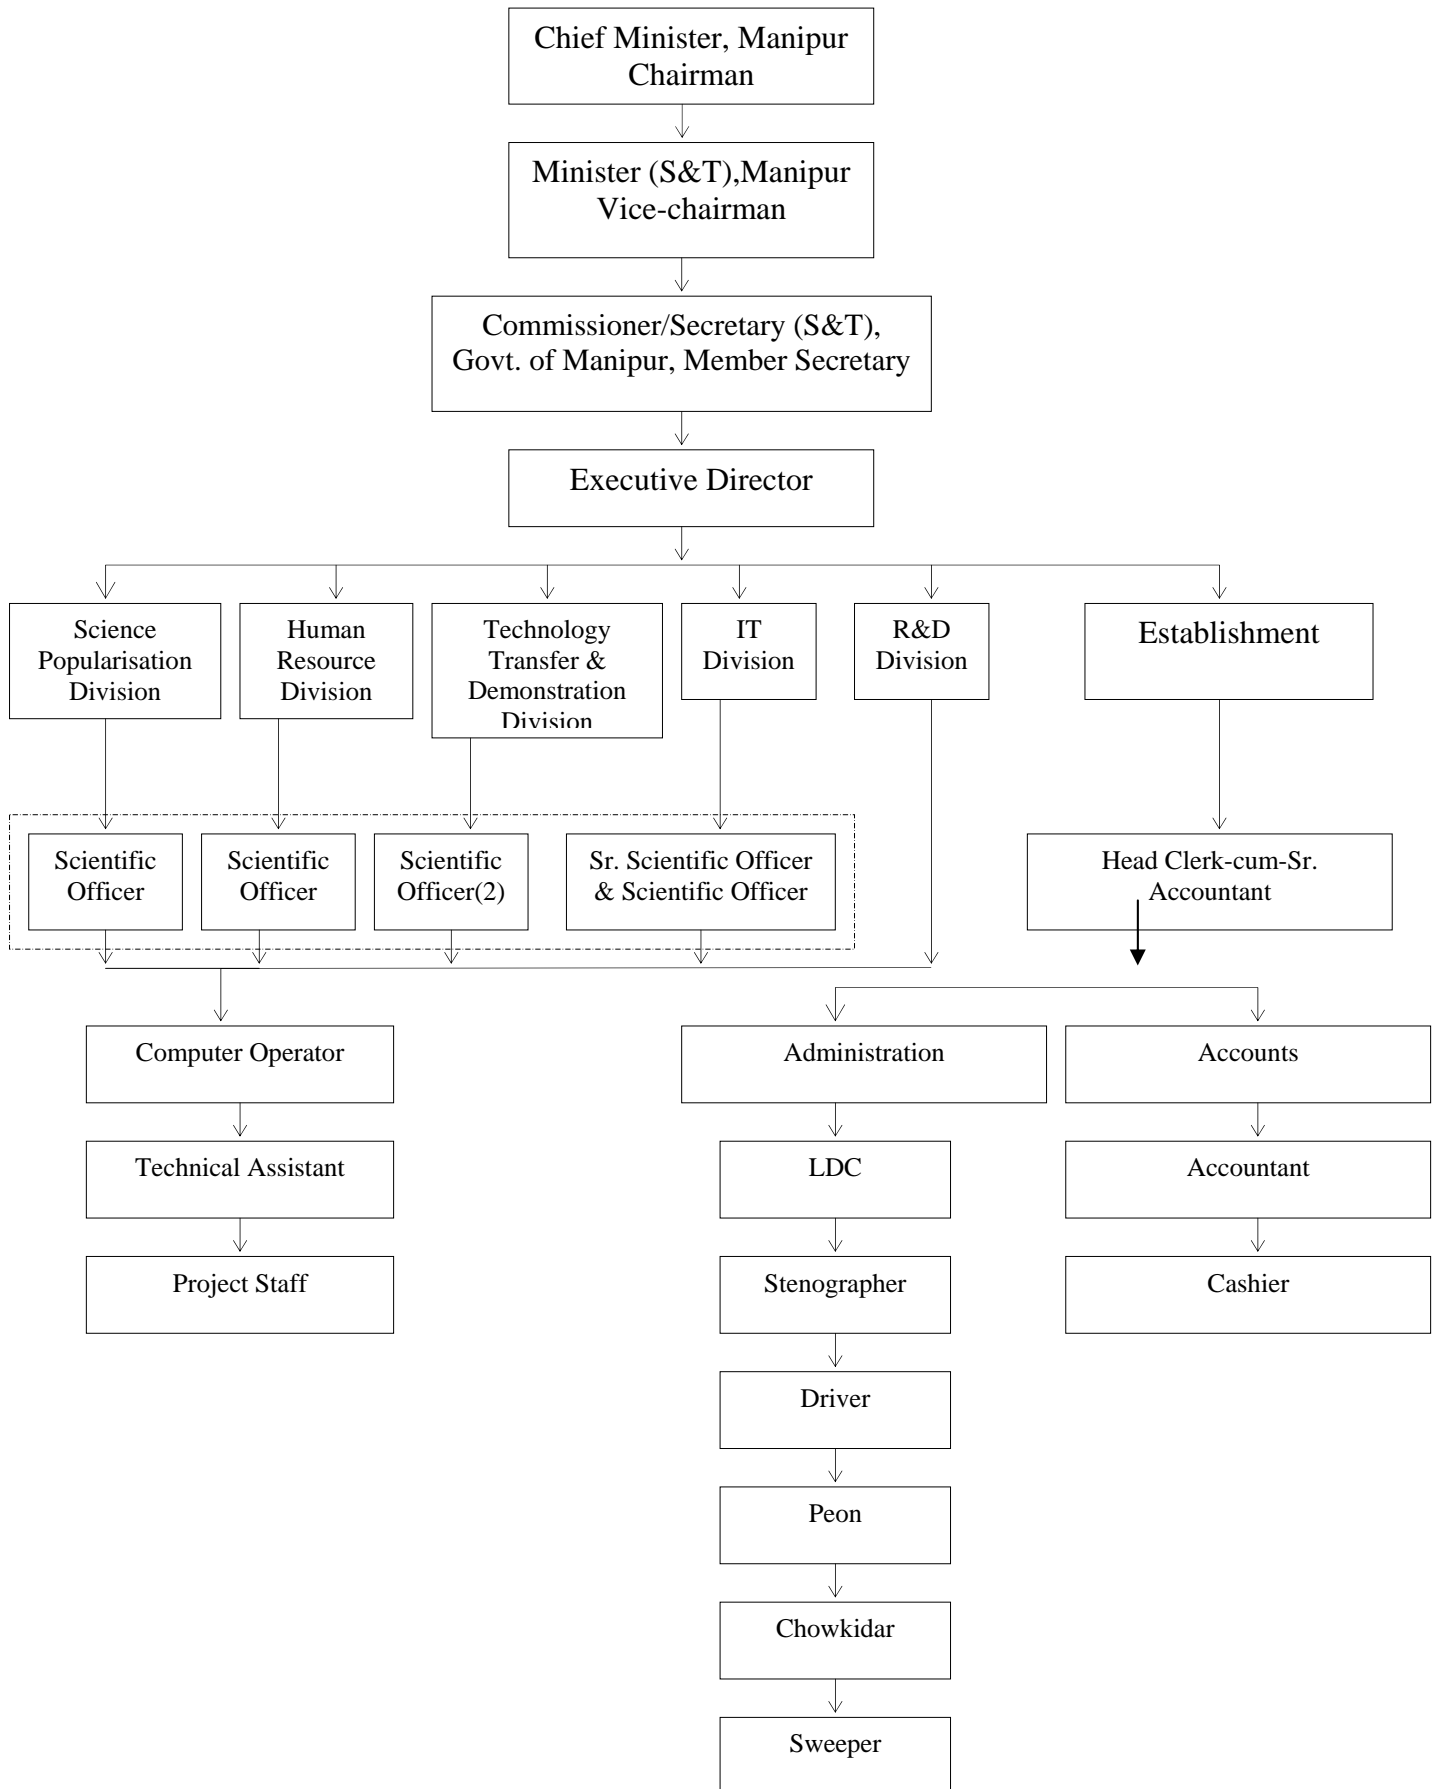 Chief Minister, Manipur
Chairman
Minister (S&T),Manipur
Vice-chairman
Commissioner/Secretary (S&T),
Govt. of Manipur, Member Secretary
Executive Director
Science
Popularisation
Division
Human
Resource
Division
Technology
Transfer &
Demonstration
Division
IT
Division
R&D
Division
Establishment
Scientific
Officer
Scientific
Officer
Scientific
Officer(2)
Sr. Scientific Officer
& Scientific Officer
Head Clerk-cum-Sr.
Accountant
Computer Operator
Technical Assistant
Project Staff
Administration
LDC
Stenographer
Driver
Peon
Chowkidar
Sweeper
Accounts
Accountant
Cashier